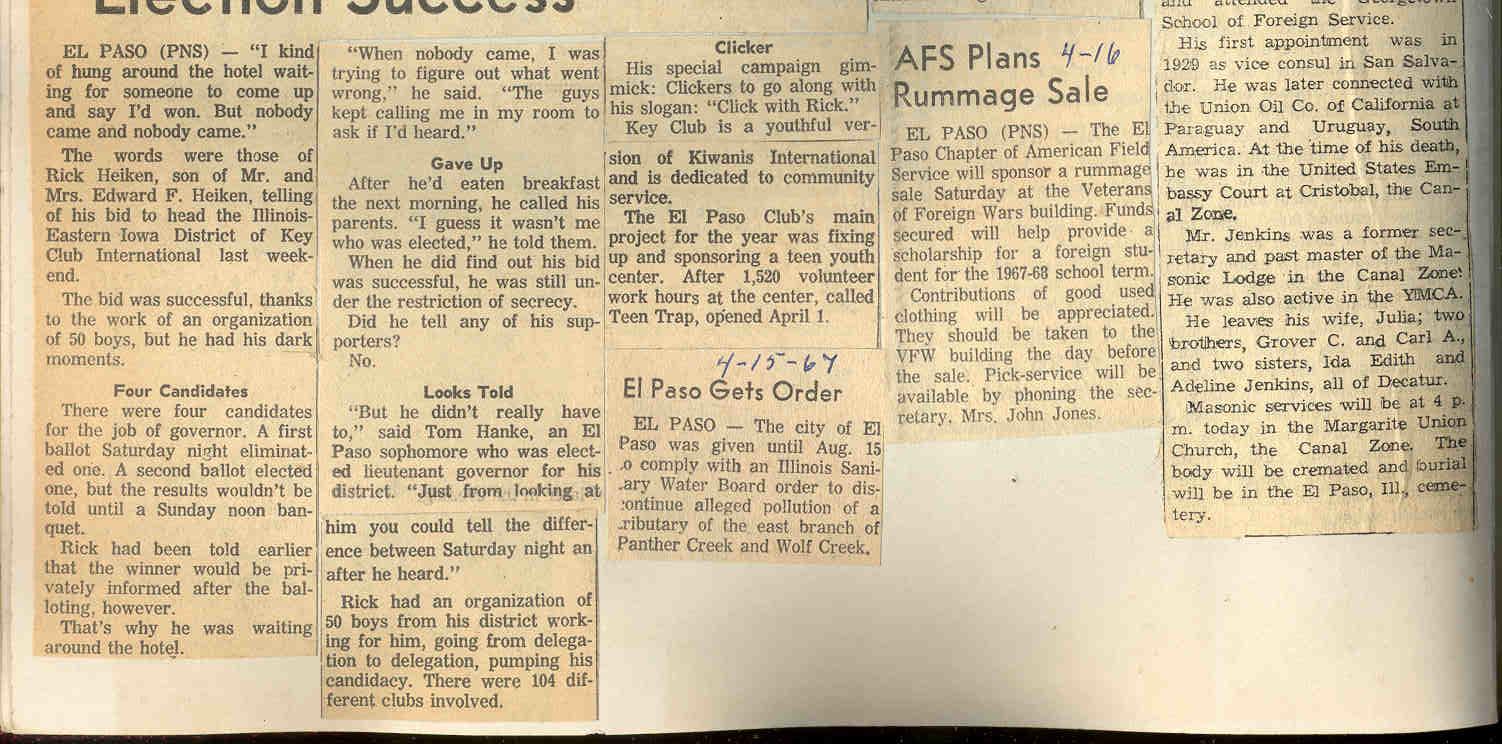 Election Success
EL PASO (PNS) — “I kind
of hung around the hotel wait-
ing for someone to come up
and say I’d won. But nobody
came and nobody came.”
The words were those of
Rick Heiken, son of Mr. and
Mrs. Edward F. Heiken, telling
of his bid to head the Illinois-
Eastern Iowa District of Key
Club International last week-
end.
The bid was successful, thanks
to the work of an organization
of 50 boys, but he had his dark
moments.
Four Candidates
There were four candidates
for the job of governor. A first
ballot Saturday night eliminat-
ed one. A second ballot elected
one, but the results wouldn’t be
told until a Sunday noon ban-
quet.
Rick had been told earlier
that the winner would be pri-
vately informed after the bal-
loting, however.
That’s why he was waiting
around the hotel.
“When nobody came, I was
trying to figure out what went
wrong,” he said. “The guys
kept calling me in my room to
ask if I’d heard.”
Gave Up
After he’d eaten breakfast
the next morning, he called his
parents. “I guess it wasn’t me
who was elected,” he told them.
When he did find out his bid
was successful, he was still un-
der the restriction of secrecy.
Did he tell any of his sup-
porters?
No.
Looks Told
“But he didn’t really have
to,” said Tom Hanke, an El
Paso sophomore who was elect-
ed lieutenant governor for his
district. “Just from looking at
him you could tell the differ-
ence between Saturday night an
after he heard.”
Rick had an organization of
50 boys from his district work-
ing for him, going from delega-
tion to delegation, pumping his
candidacy. There were 104 dif-
ferent clubs involved.
Clicker
His special campaign gim-
mick: Clickers to go along with
his slogan: “Click with Rick.”
Key Club is a youthful ver-
sion of Kiwanis International
and is dedicated to community
service.
The El Paso Club’s main
project for the year was fixing
up and sponsoring a teen youth
center. After 1,520 volunteer
work hours at the center, called
Teen Trap, opened April 1.
4-15-67
El Paso Gets Order
EL PASO — The city of El
Paso was given until Aug. 15
.o comply with an Illinois Sani-
.ary Water Board order to dis-
continue alleged pollution of a
.ributary of the east branch of
Panther Creek and Wolf Creek.
AFS Plans 4-16
Rummage Sale
EL PASO (PNS) — The El
Paso Chapter of American Field
Service will sponsor a rummage
sale Saturday at the Veterans
of Foreign Wars building. Funds
secured will help provide a
scholarship for a foreign stu-
dent for the 1967-68 school term.
Contributions of good used
clothing will be appreciated.
They should be taken to the
VFW building the day before
the sale. Pick-service will be
available by phoning the sec-
retary, Mrs. John Jones.
and attended the Georgetown
School of Foreign Service.
His first appointment was in
1929 as vice consul in San Salva-
dor. He was later connected with
the Union Oil Co. of California at
Paraguay and Uruguay, South
America. At the time of his death,
he was in the United States Em-
bassy Court at Cristobal, the Can-
al Zone.
Mr. Jenkins was a former sec-
retary and past master of the Ma-
sonic Lodge in the Canal Zone.
He was also active in the YMCA.
He leaves his wife, Julia; two
brothers, Grover C. and Carl A.,
and two sisters, Ida Edith and
Adeline Jenkins, all of Decatur.
Masonic services will be at 4 p.
m. today in the Margarite Union
Church, the Canal Zone. The
body will be cremated and burial
will be in the El Paso, Ill., ceme-
tery.